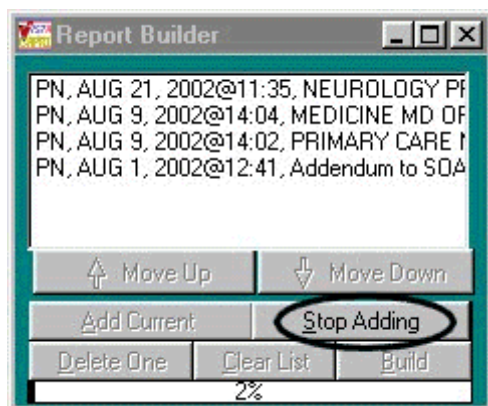 Report Builder
PN, AUG 21, 2002@11:35, NEUROLOGY
PN, AUG 9, 2002@14:04, MEDICINE MD
PN, AUG 9, 2002@14:02, PRIMARY CARE
PN, AUG 1, 2002@12:41, Addendum to SOA
Move Up Move Down
Add Current Stop Adding
Delete One Clear List Build
2%